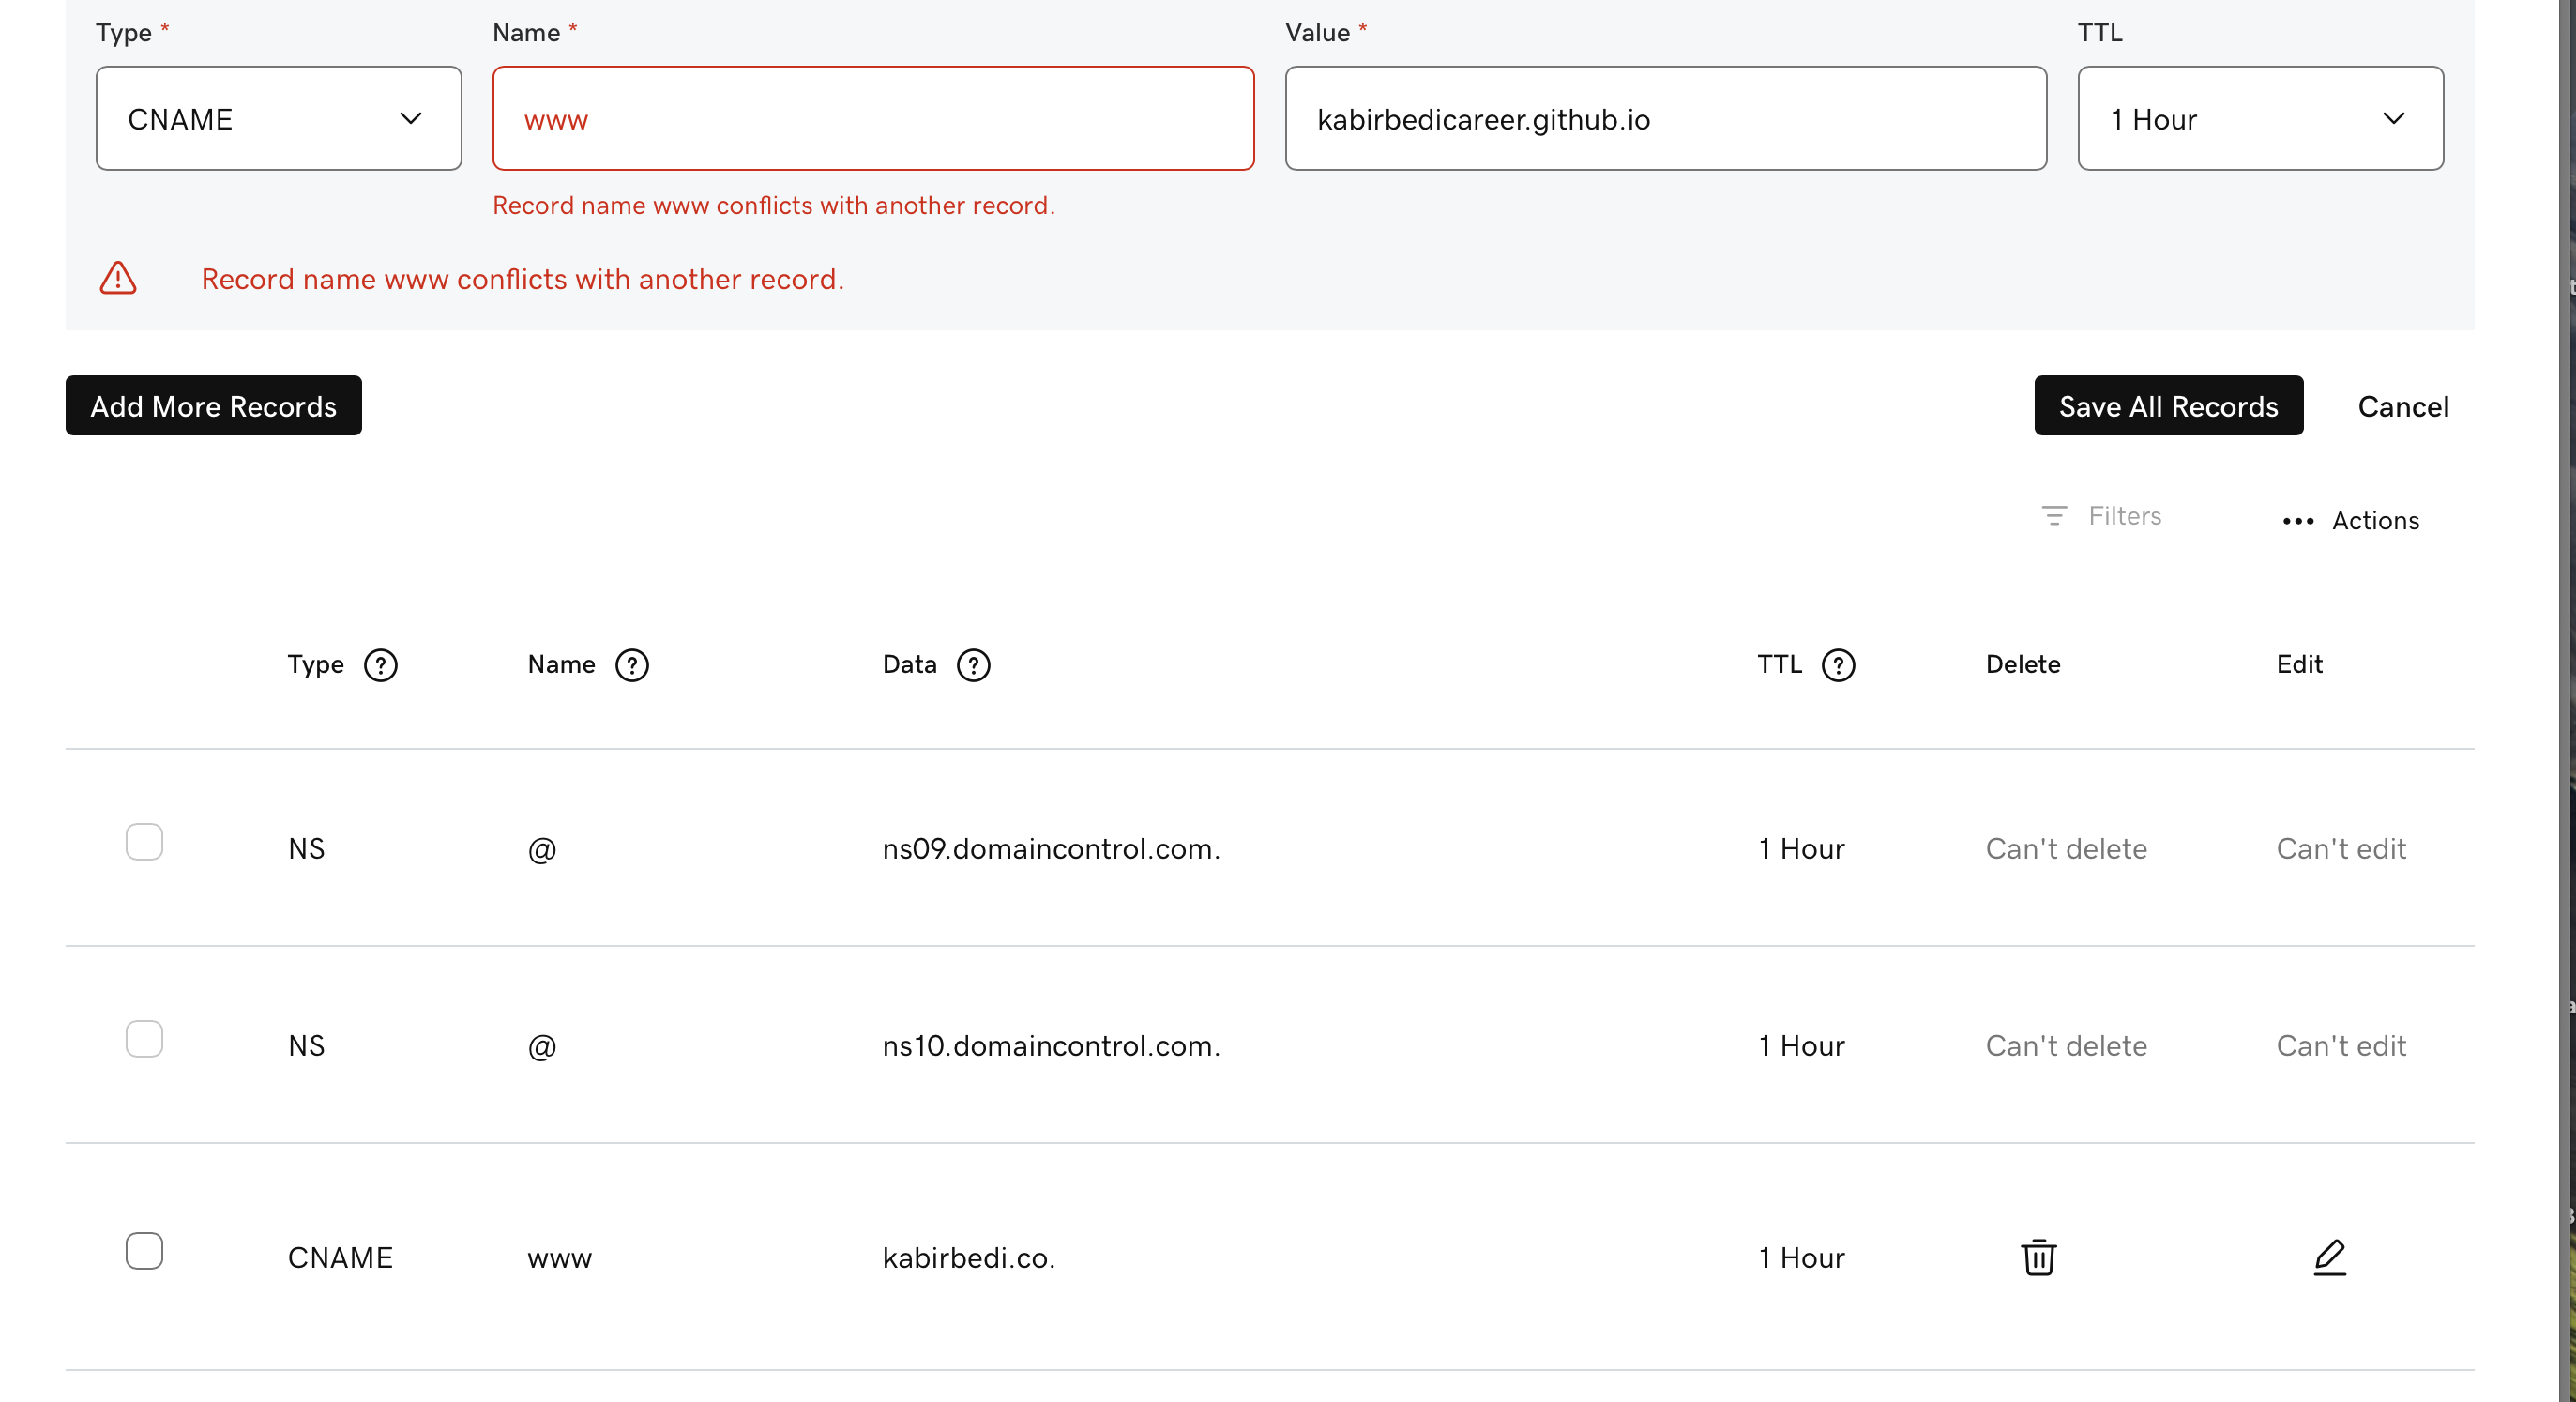 Type * Name * Value * TTL
CNAME www kabirbedicareer.github.io 1 Hour
Record name www conflicts with another record.
Record name www conflicts with another record.
Add More Records Save All Records Cancel
Filters ••• Actions
Type ? Name ? Data ? TTL ? Delete Edit
NS @ ns09.domaincontrol.com. 1 Hour Can't delete Can't edit
NS @ ns10.domaincontrol.com. 1 Hour Can't delete Can't edit
CNAME www kabirbedi.co. 1 Hour